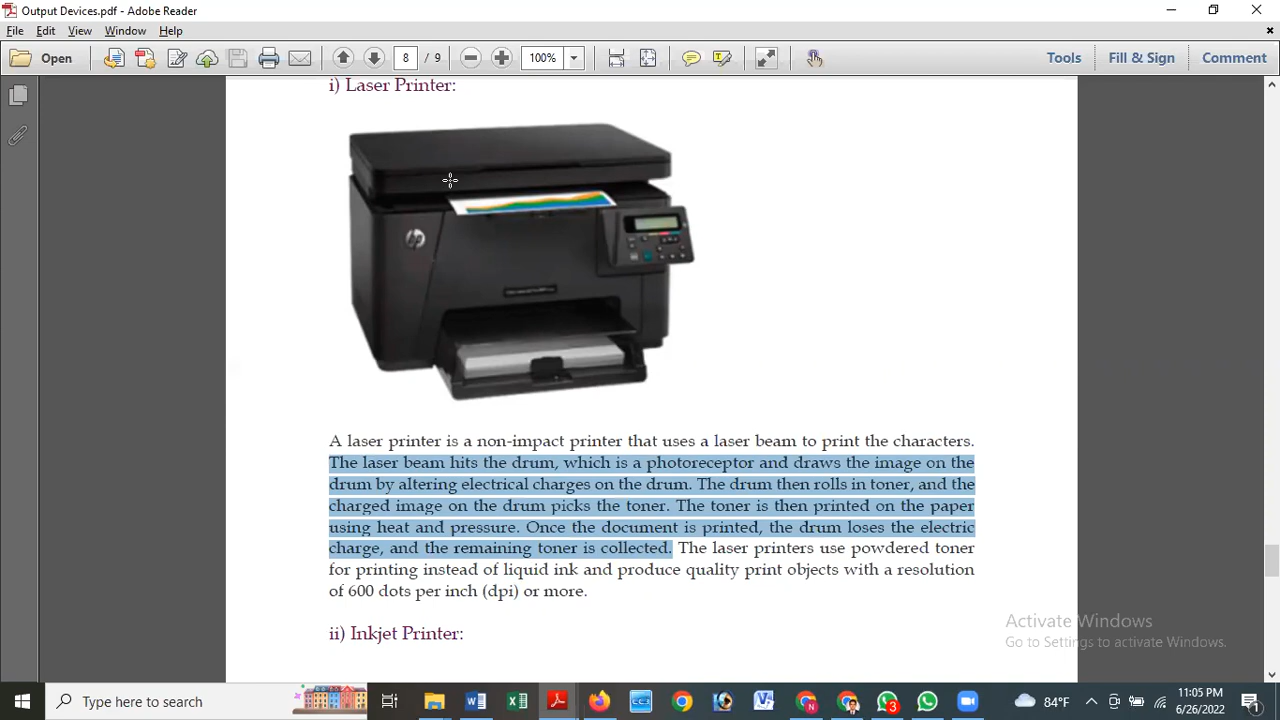 Output Devices.pdf - Adobe Reader
File Edit View Window Help
Open 8 / 9 100% Tools Fill & Sign Comment
i) Laser Printer:
hp
A laser printer is a non-impact printer that uses a laser beam to print the characters.
The laser beam hits the drum, which is a photoreceptor and draws the image on the
drum by altering electrical charges on the drum. The drum then rolls in toner, and the
charged image on the drum picks the toner. The toner is then printed on the paper
using heat and pressure. Once the document is printed, the drum loses the electric
charge, and the remaining toner is collected. The laser printers use powdered toner
for printing instead of liquid ink and produce quality print objects with a resolution
of 600 dots per inch (dpi) or more.
Activate Windows
Go to Settings to activate Windows.
ii) Inkjet Printer:
Type here to search
3
84°F
11:05 PM
6/26/2022
1